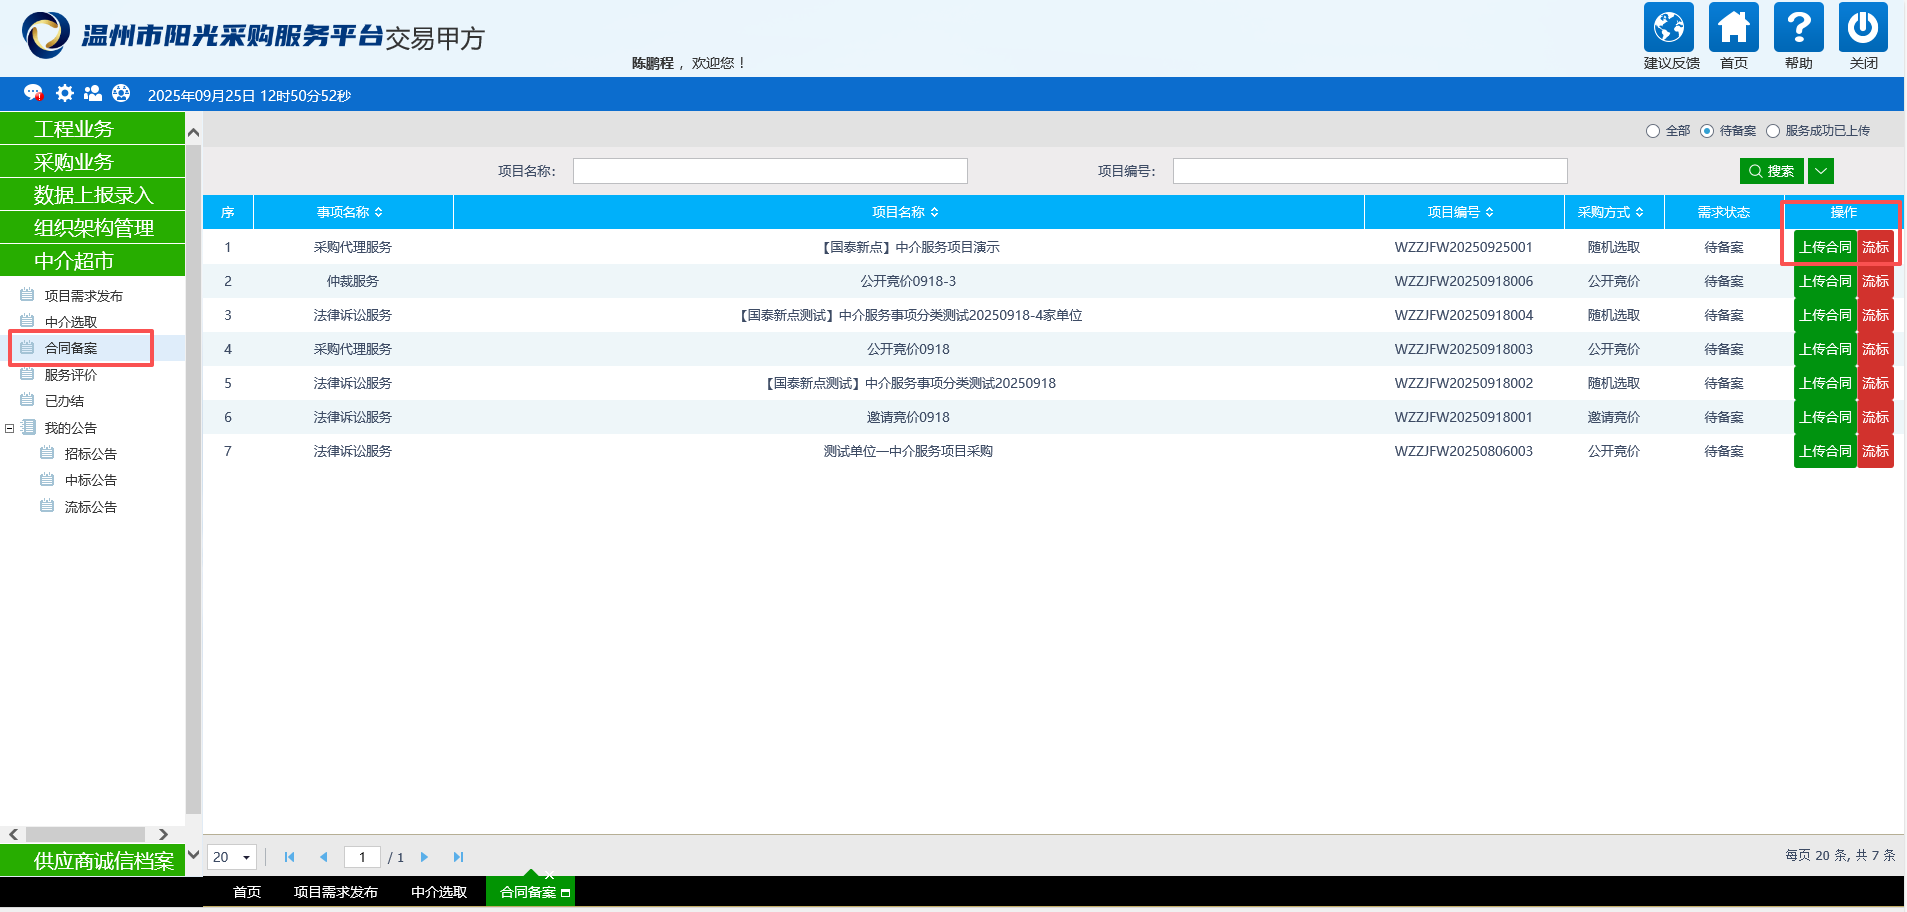 温州市阳光采购服务平台交易甲方
陈鹏程，欢迎您！
建议反馈 首页 帮助 关闭
2025年09月25日 12时50分52秒
工程业务
采购业务
数据上报录入
组织架构管理
中介超市
项目需求发布
中介选取
合同备案
服务评价
已办结
我的公告
招标公告
中标公告
流标公告
供应商诚信档案
全部 待备案 服务成功已上传
项目名称： 项目编号： 搜索
序 事项名称 项目名称 项目编号 采购方式 需求状态 操作
1 采购代理服务 【国泰新点】中介服务项目演示 WZZJFW20250925001 随机选取 待备案 上传合同 流标
2 仲裁服务 公开竞价0918-3 WZZJFW20250918006 公开竞价 待备案 上传合同 流标
3 法律诉讼服务 【国泰新点测试】中介服务事项分类测试20250918-4家单位 WZZJFW20250918004 随机选取 待备案 上传合同 流标
4 采购代理服务 公开竞价0918 WZZJFW20250918003 公开竞价 待备案 上传合同 流标
5 法律诉讼服务 【国泰新点测试】中介服务事项分类测试20250918 WZZJFW20250918002 随机选取 待备案 上传合同 流标
6 法律诉讼服务 邀请竞价0918 WZZJFW20250918001 邀请竞价 待备案 上传合同 流标
7 法律诉讼服务 测试单位一中介服务项目采购 WZZJFW20250806003 公开竞价 待备案 上传合同 流标
20 1 / 1 每页 20 条, 共 7 条
首页 项目需求发布 中介选取 合同备案